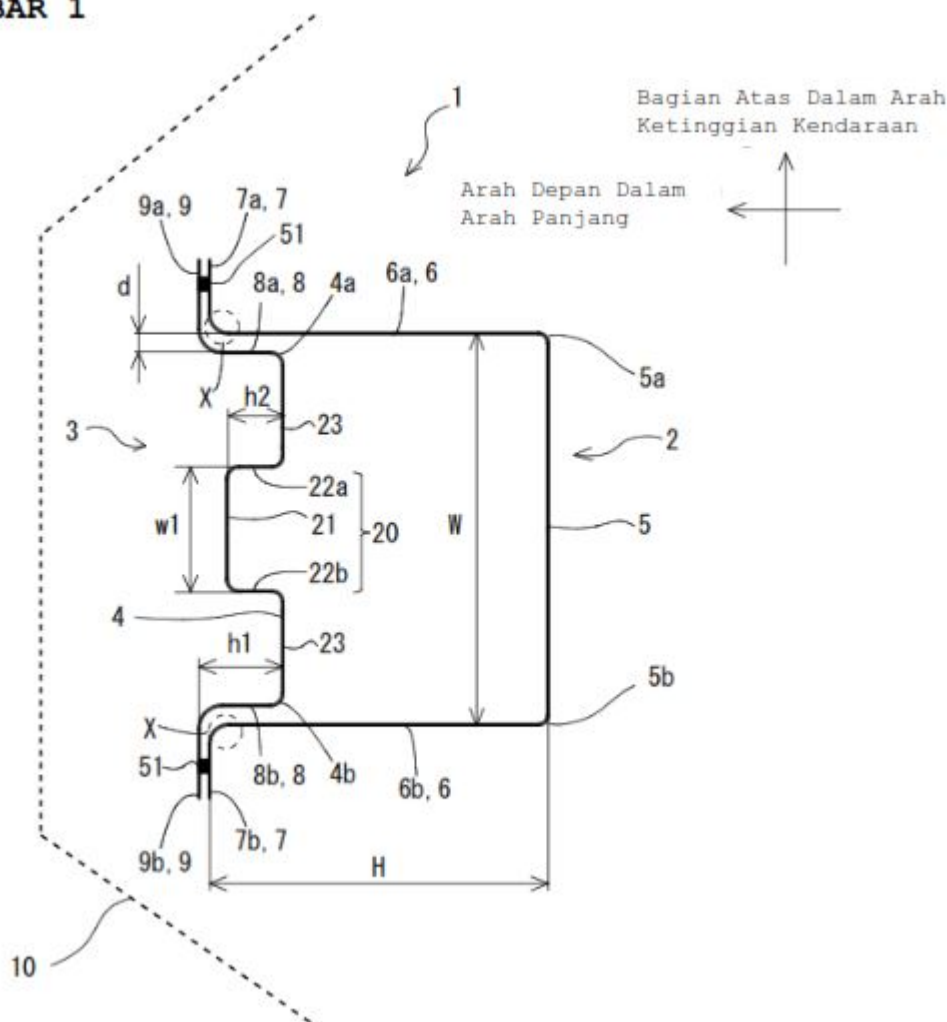 BAR 1
1
Bagian Atas Dalam Arah
Ketinggian Kendaraan
Arah Depan Dalam
Arah Panjang
9a, 9
7a, 7
51
8a, 8
4a
6a, 6
d
5a
X
h2
3
23
2
22a
w1
21
20
W
5
22b
4
h1
23
5b
X
51
8b, 8
4b
6b, 6
7b, 7
9b, 9
H
10